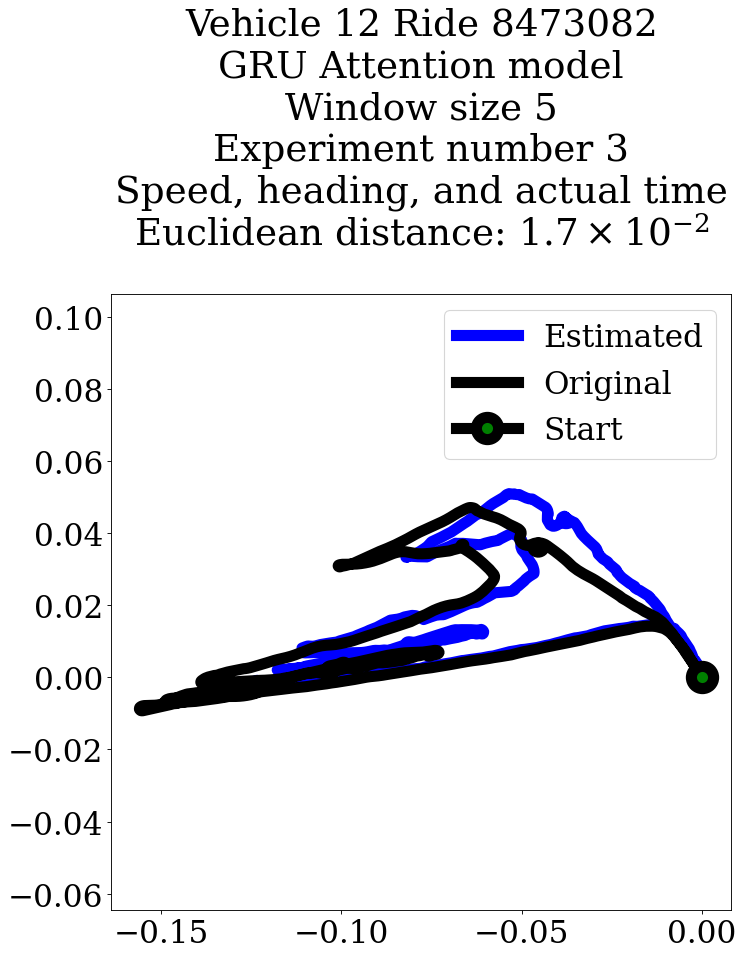 Vehicle 12 Ride 8473082
GRU Attention model
Window size 5
Experiment number 3
Speed, heading, and actual time
Euclidean distance: 1.7 × 10⁻²
Estimated
Original
Start
0.10
0.08
0.06
0.04
0.02
0.00
−0.02
−0.04
−0.06
−0.15 −0.10 −0.05 0.00